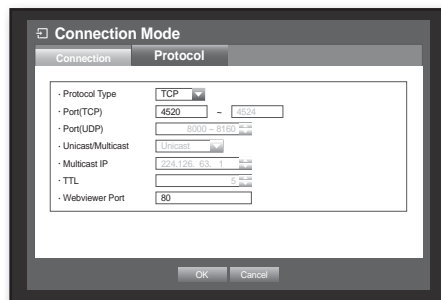 Connection Mode
Connection Protocol
· Protocol Type TCP
· Port(TCP) 4520 ~ 4524
· Port(UDP) 8000 ~ 8160
· Unicast/Multicast Unicast
· Multicast IP 224.126. 63. 1
· TTL 5
· Webviewer Port 80
OK Cancel